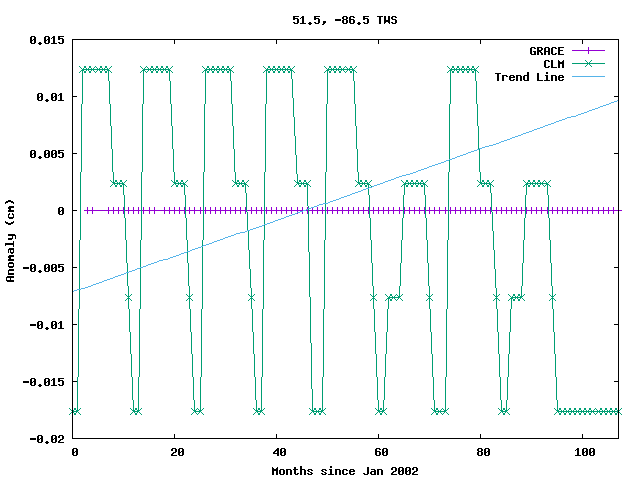 51.5, -86.5 TWS
GRACE
CLM
Trend Line
0.015
0.01
0.005
0
-0.005
-0.01
-0.015
-0.02
Anomaly (cm)
0 20 40 60 80 100
Months since Jan 2002